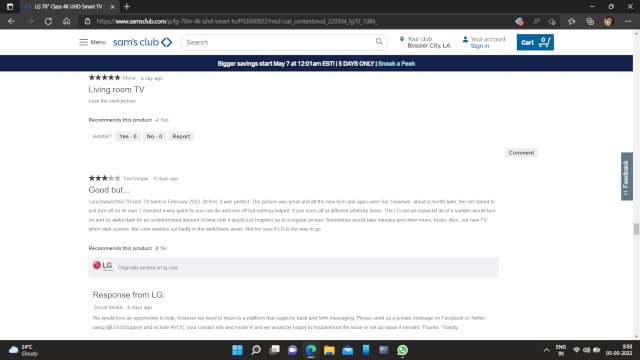 LG 70" Class 4K UHD Smart TV -
https://www.samsclub.com/p/lg-70in-4k-uhd-smart-tv/P03000023?mid=cat_contentmod_220504_lg70_1066_
Menu sam's club Search Your club Bossier City, LA Your account Sign in Cart 0
Bigger savings start May 7 at 12:01am EST! | 5 DAYS ONLY | Sneak a Peek
Maria a day ago
Living room TV
Love the vivid picture
Recommends this product ✓ Yes
Helpful? Yes · 0 No · 0 Report
Comment
Feedback
TomTemple · 9 days ago
Good but...
I purchased this 70 inch TV back in February 2022. At first, it was perfect. The picture was great and all the new tech and apps were fun. However, about a month later, the set stared to
just turn off on its own. I checked every quick fix you can do and turn off but nothing helped. It just turns off at different arbitrary times. The LG set we replaced all of a sudden would turn
on and be awful dark for an undetermined amount of time until it would just brighten up to a regular picture. Sometimes would take minutes and other times, hours. Also, our new TV,
when dark scenes, the color washes out badly in the dark/black areas. Not too sure if LG is the way to go.
Recommends this product ✗ No
LG Originally posted on lg.com
Response from LG:
Social Media · 9 days ago
We would love an opportunity to help, however we need to move to a platform that supports back and forth messaging. Please send us a private message on Facebook or Twitter
using @LGUSSupport and include #VOC, your contact info and model # and we would be happy to troubleshoot the issue or set up repair if needed. Thanks. ^Sandy
24°C
Cloudy
ENG
IN
9:50
05-05-2022